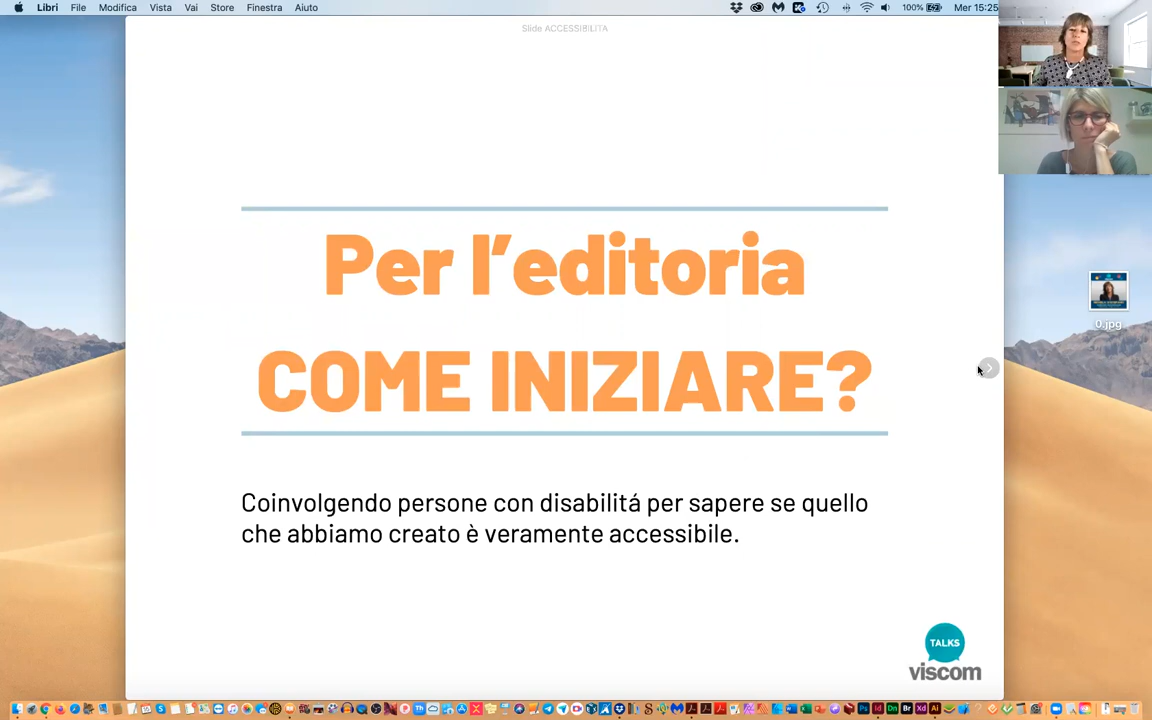 Libri File Modifica Vista Vai Store Finestra Aiuto 100% Mer 15:25
Slide ACCESSIBILITA
Per l’editoria
COME INIZIARE?
0.jpg
Coinvolgendo persone con disabilitá per sapere se quello
che abbiamo creato è veramente accessibile.
TALKS
viscom